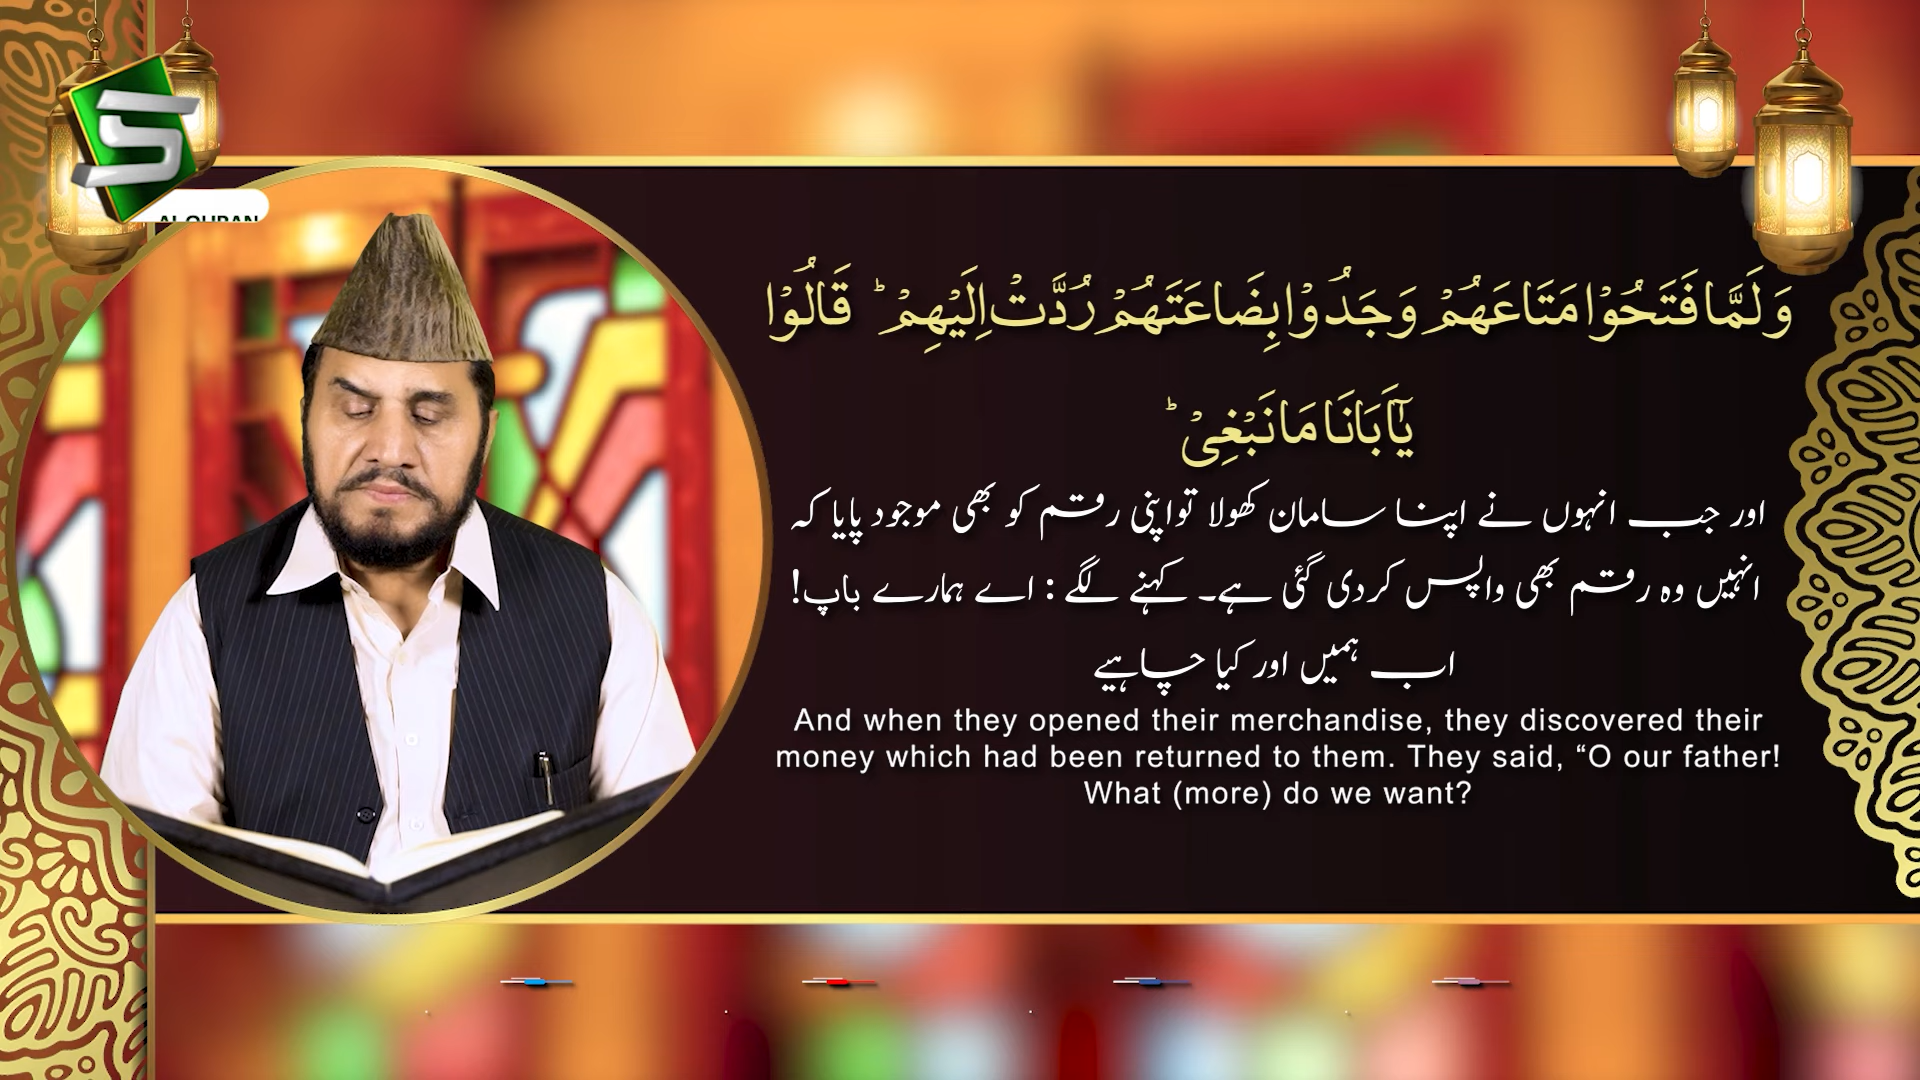 AL QURAN
وَ لَمَّا فَتَحُوۡا مَتَاعَهُمۡ وَجَدُوۡا بِضَاعَتَهُمۡ رُدَّتۡ اِلَيۡهِمۡ ؕ قَالُوۡا
يٰۤاَبَانَا مَا نَبۡغِىۡ ؕ
اور جب انہوں نے اپنا سامان کھولا تو اپنی رقم کو بھی موجود پایا کہ
انہیں وہ رقم بھی واپس کر دی گئی ہے۔ کہنے لگے : اے ہمارے باپ!
اب ہمیں اور کیا چاہیے
And when they opened their merchandise, they discovered their
money which had been returned to them. They said, “O our father!
What (more) do we want?